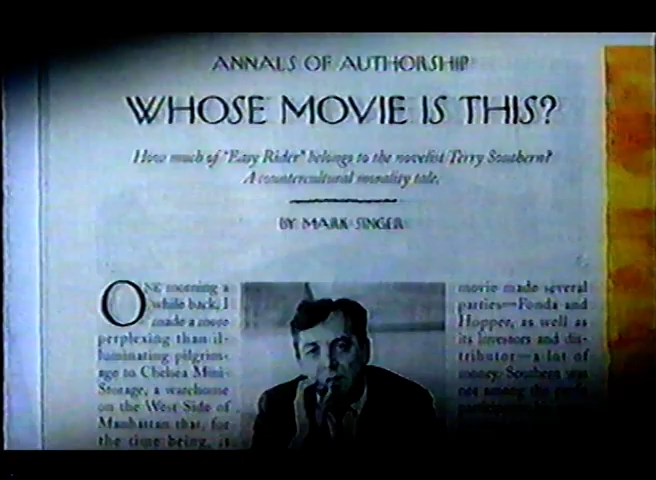 ANNALS OF AUTHORSHIP
WHOSE MOVIE IS THIS?
How much of "Easy Rider" belongs to the novelist Terry Southern?
A countercultural morality tale.
BY MARK SINGER
ONE morning a
while back, I
made a more
perplexing than il-
luminating pilgrim-
age to Chelsea Mini-
Storage, a warehouse
on the West Side of
Manhattan that, for
the time being, is
movie made several
parties—Fonda and
Hopper, as well as
its investors and dis-
tributor—a lot of
money. Southern was
not among the